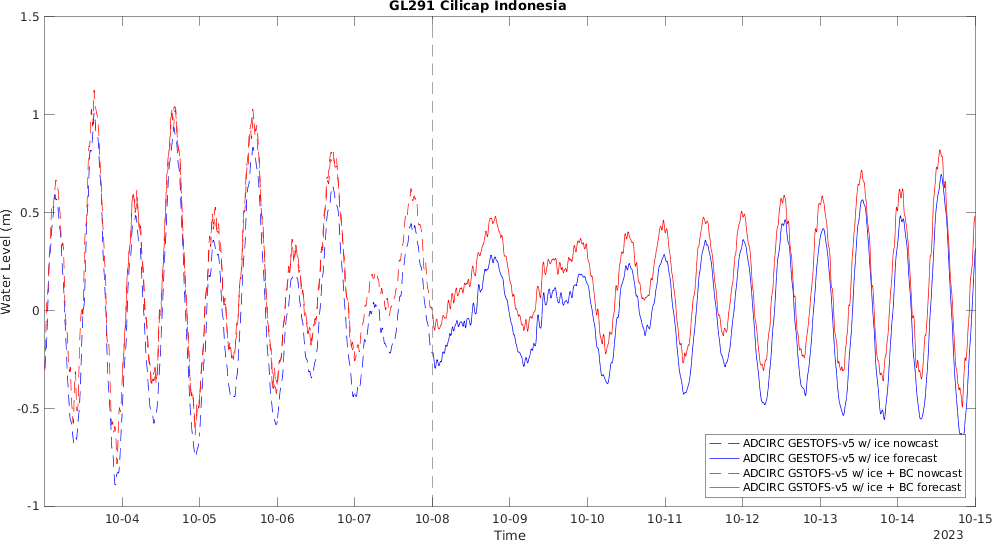 GL291 Cilicap Indonesia
1.5
1
0.5
0
-0.5
-1
Water Level (m)
10-04 10-05 10-06 10-07 10-08 10-09 10-10 10-11 10-12 10-13 10-14 10-15
Time
2023
ADCIRC GESTOFS-v5 w/ ice nowcast
ADCIRC GESTOFS-v5 w/ ice forecast
ADCIRC GSTOFS-v5 w/ ice + BC nowcast
ADCIRC GSTOFS-v5 w/ ice + BC forecast